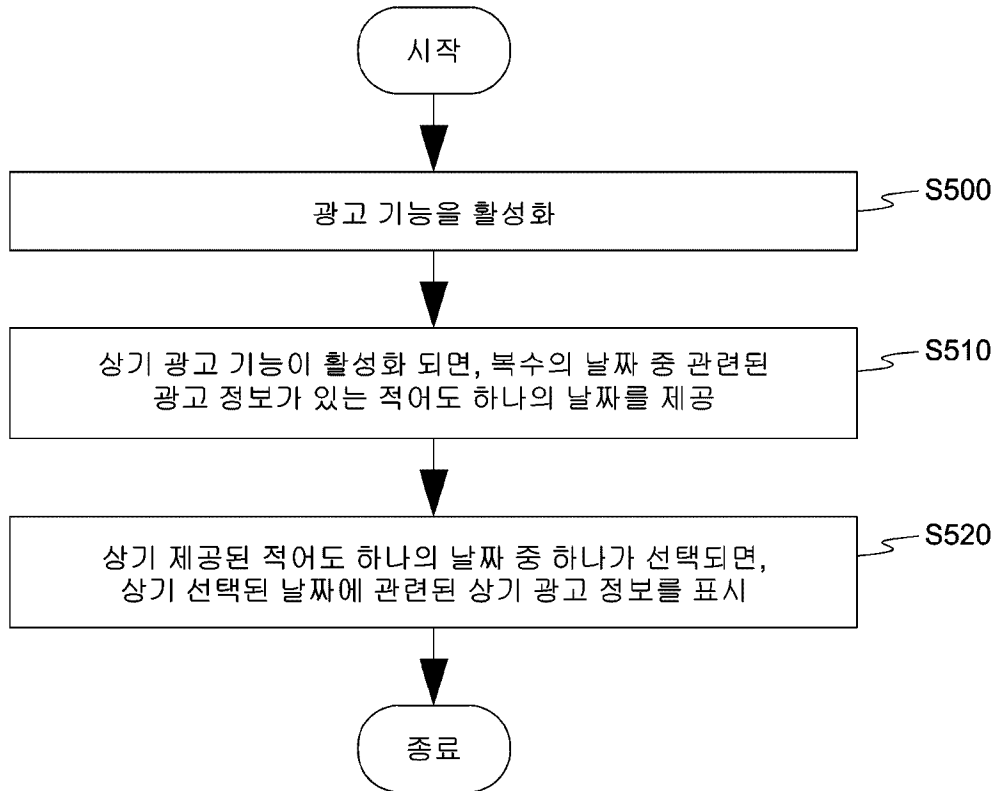 시작
광고 기능을 활성화
S500
상기 광고 기능이 활성화 되면, 복수의 날짜 중 관련된
광고 정보가 있는 적어도 하나의 날짜를 제공
S510
상기 제공된 적어도 하나의 날짜 중 하나가 선택되면,
상기 선택된 날짜에 관련된 상기 광고 정보를 표시
S520
종료